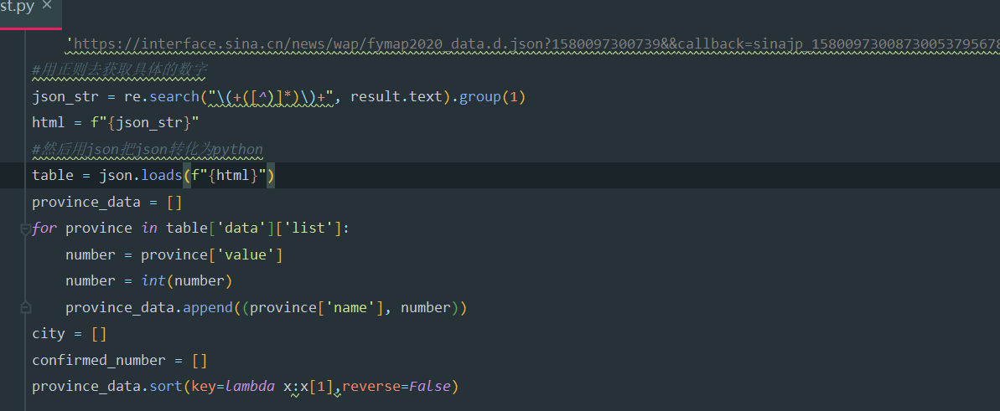 st.py ×
'https://interface.sina.cn/news/wap/fymap2020_data.d.json?1580097300739&&callback=sinajp_1580097300873005379567
#用正则去获取具体的数字
json_str = re.search("\(+([^)]*)\)+", result.text).group(1)
html = f"{json_str}"
#然后用json把json转化为python
table = json.loads(f"{html}")
province_data = []
for province in table['data']['list']:
number = province['value']
number = int(number)
province_data.append((province['name'], number))
city = []
confirmed_number = []
province_data.sort(key=lambda x:x[1],reverse=False)